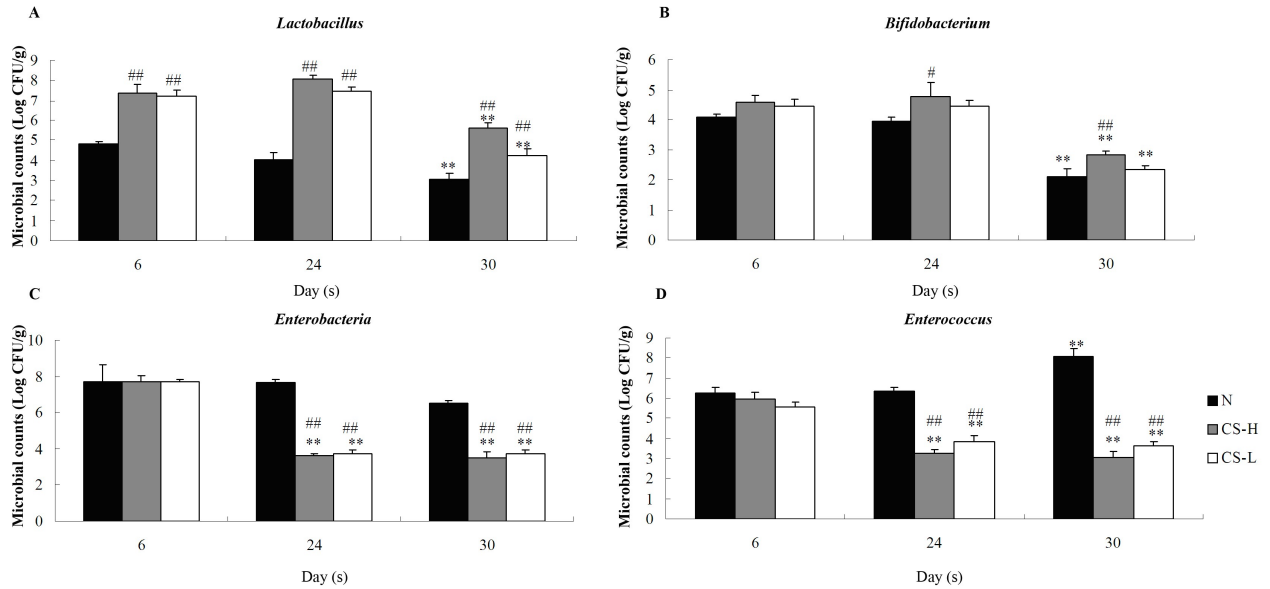 A
Lactobacillus
Microbial counts (Log CFU/g)
9
8
7
6
5
4
3
2
1
0
## ##
## ##
**
##
**
##
**
6 24 30
Day (s)
B
Bifidobacterium
Microbial counts (Log CFU/g)
6
5
4
3
2
1
0
#
**
##
**
**
6 24 30
Day (s)
C
Enterobacteria
Microbial counts (Log CFU/g)
10
8
6
4
2
0
## ##
** **
## ##
** **
6 24 30
Day (s)
D
Enterococcus
Microbial counts (Log CFU/g)
9
8
7
6
5
4
3
2
1
0
## ##
** **
**
## ##
** **
6 24 30
Day (s)
N
CS-H
CS-L